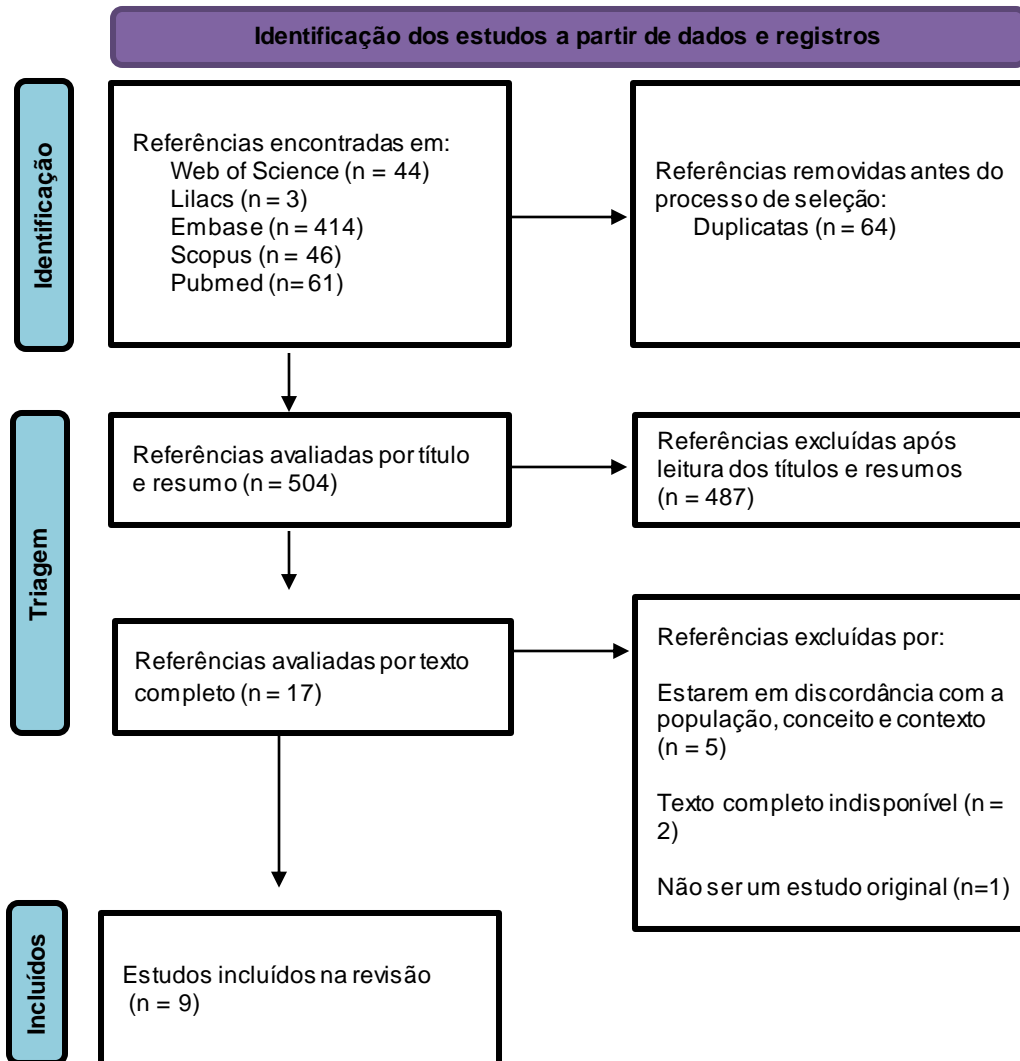 Identificação dos estudos a partir de dados e registros
Identificação
Referências encontradas em:
Web of Science (n = 44)
Lilacs (n = 3)
Embase (n = 414)
Scopus (n = 46)
Pubmed (n= 61)
Referências removidas antes do
processo de seleção:
Duplicatas (n = 64)
Triagem
Referências avaliadas por título
e resumo (n = 504)
Referências excluídas após
leitura dos títulos e resumos
(n = 487)
Referências avaliadas por texto
completo (n = 17)
Referências excluídas por:
Estarem em discordância com a
população, conceito e contexto
(n = 5)
Texto completo indisponível (n =
2)
Não ser um estudo original (n=1)
Incluídos
Estudos incluídos na revisão
(n = 9)